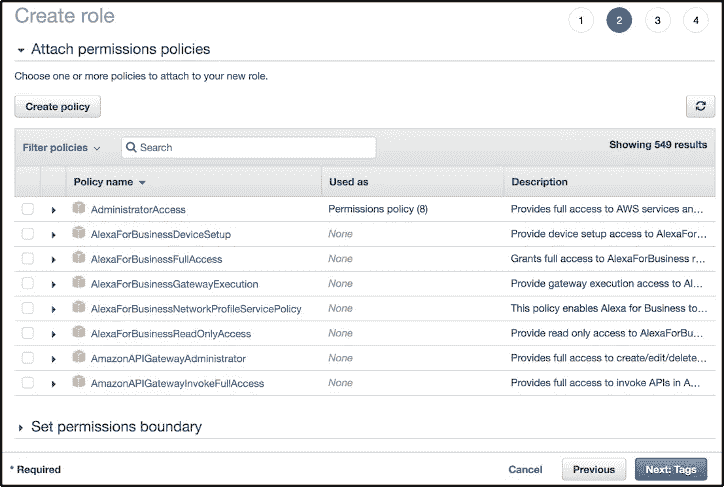 Create role
1 2 3 4
Attach permissions policies
Choose one or more policies to attach to your new role.
Create policy
Filter policies Search Showing 549 results
Policy name Used as Description
AdministratorAccess Permissions policy (8) Provides full access to AWS services an...
AlexaForBusinessDeviceSetup None Provide device setup access to AlexaFor...
AlexaForBusinessFullAccess None Grants full access to AlexaForBusiness r...
AlexaForBusinessGatewayExecution None Provide gateway execution access to Al...
AlexaForBusinessNetworkProfileServicePolicy None This policy enables Alexa for Business to...
AlexaForBusinessReadOnlyAccess None Provide read only access to AlexaForBu...
AmazonAPIGatewayAdministrator None Provides full access to create/edit/delete...
AmazonAPIGatewayInvokeFullAccess None Provides full access to invoke APIs in A...
Set permissions boundary
* Required Cancel Previous Next: Tags